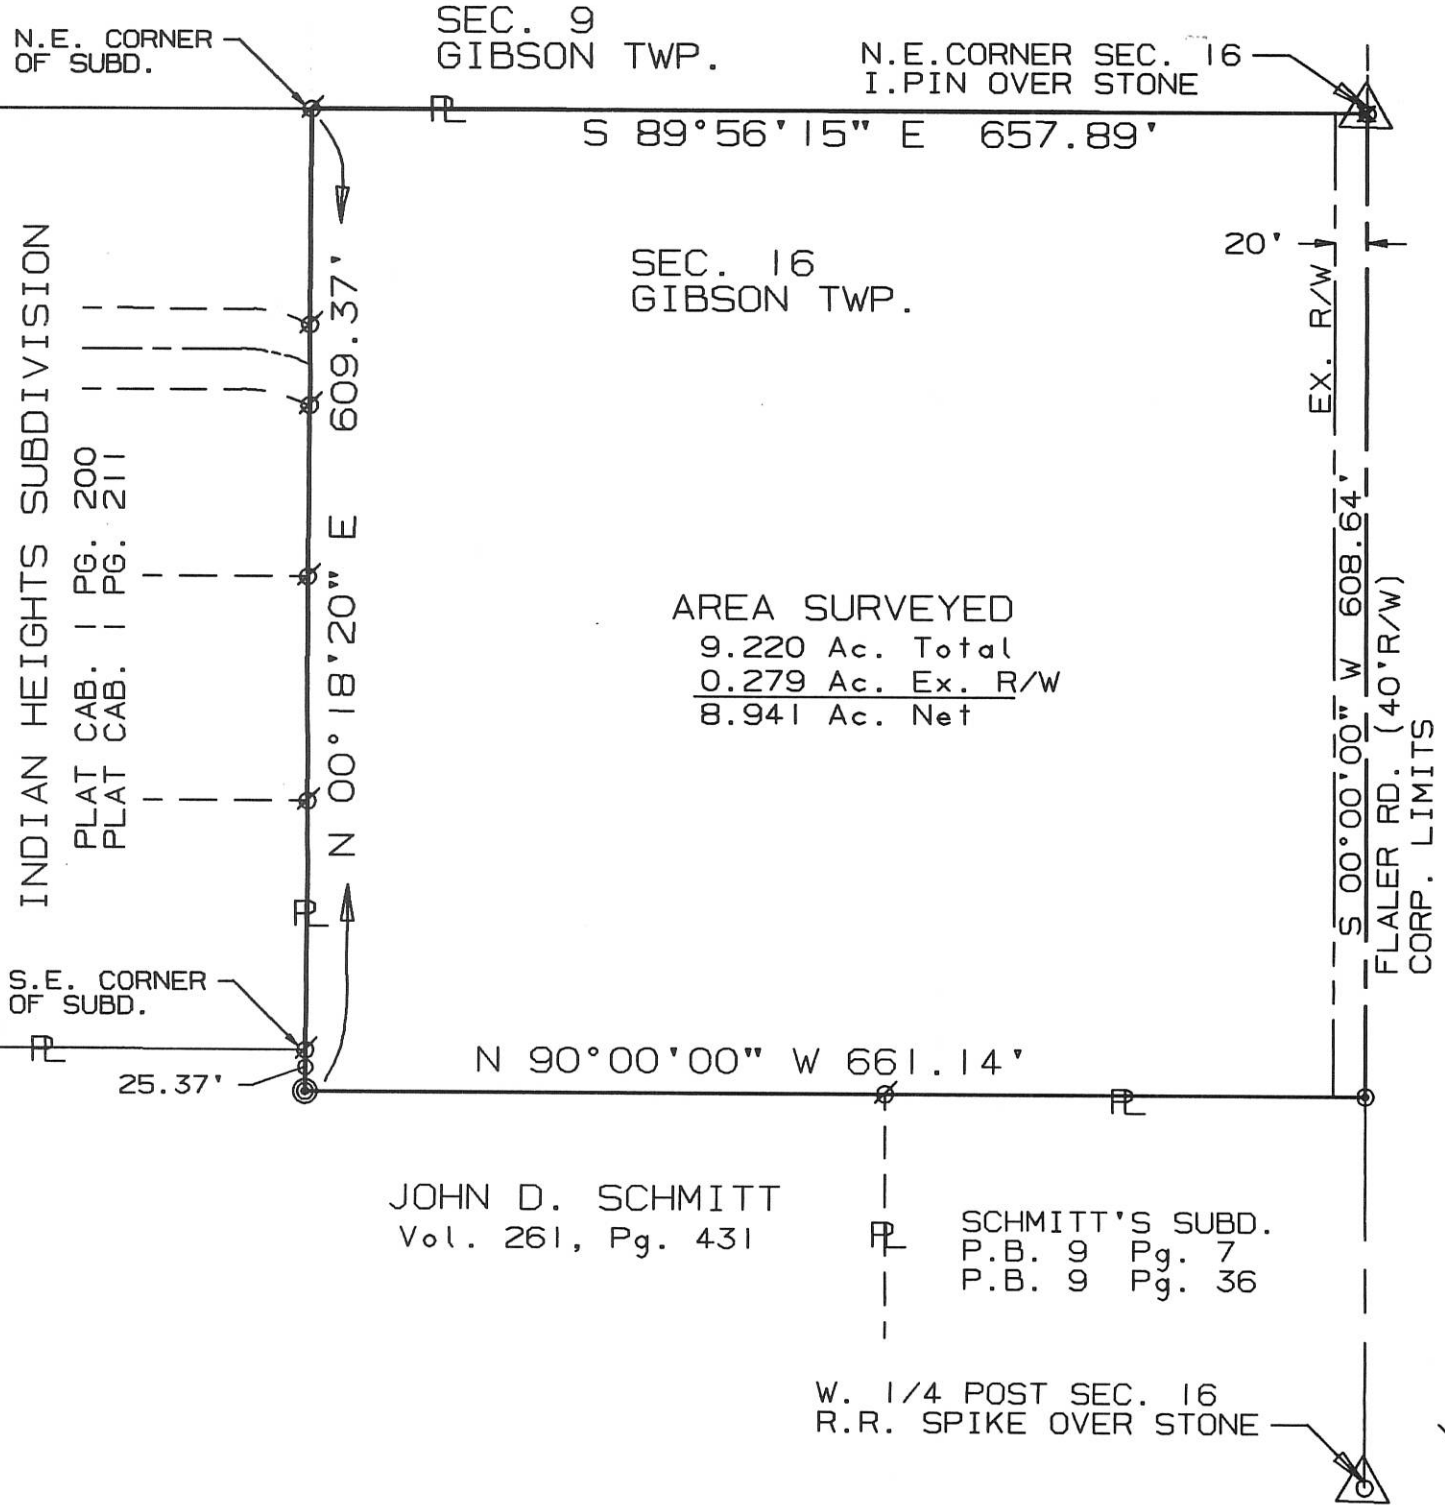 SEC. 9
GIBSON TWP.
N.E. CORNER
OF SUBD.
N.E.CORNER SEC. 16
I.PIN OVER STONE
PL
S 89°56'15" E 657.89'
20'
EX. R/W
SEC. 16
GIBSON TWP.
INDIAN HEIGHTS SUBDIVISION
PLAT CAB. 1 PG. 200
PLAT CAB. 1 PG. 211
N 00°18'20" E 609.37'
AREA SURVEYED
9.220 Ac. Total
0.279 Ac. Ex. R/W
8.941 Ac. Net
S 00°00'00" W 608.64'
FLALER RD. (40'R/W)
CORP. LIMITS
PL
S.E. CORNER
OF SUBD.
PL
25.37'
N 90°00'00" W 661.14'
PL
JOHN D. SCHMITT
Vol. 261, Pg. 431
PL
SCHMITT'S SUBD.
P.B. 9 Pg. 7
P.B. 9 Pg. 36
W. 1/4 POST SEC. 16
R.R. SPIKE OVER STONE